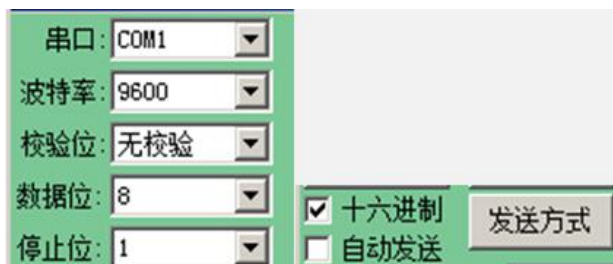 串口: COM1
波特率: 9600
校验位: 无校验
数据位: 8
停止位: 1
十六进制
自动发送
发送方式